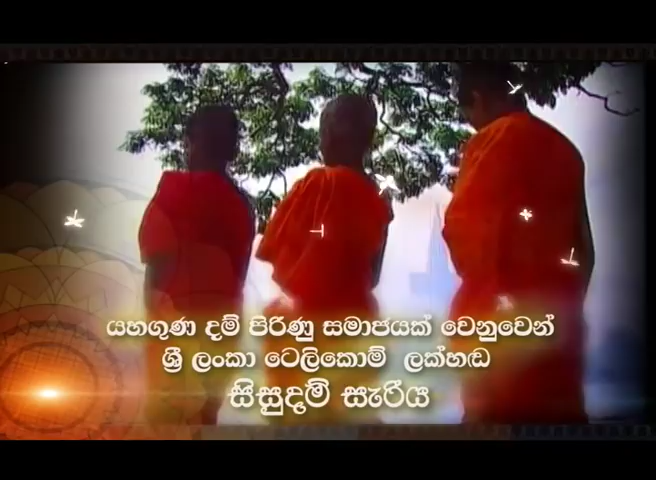 යහගුණ දම් පිරිණු සමාජයක් වෙනුවෙන්
ශ්‍රී ලංකා ටෙලිකොම් ලක්හඬ
සිසුදම් සැරිය